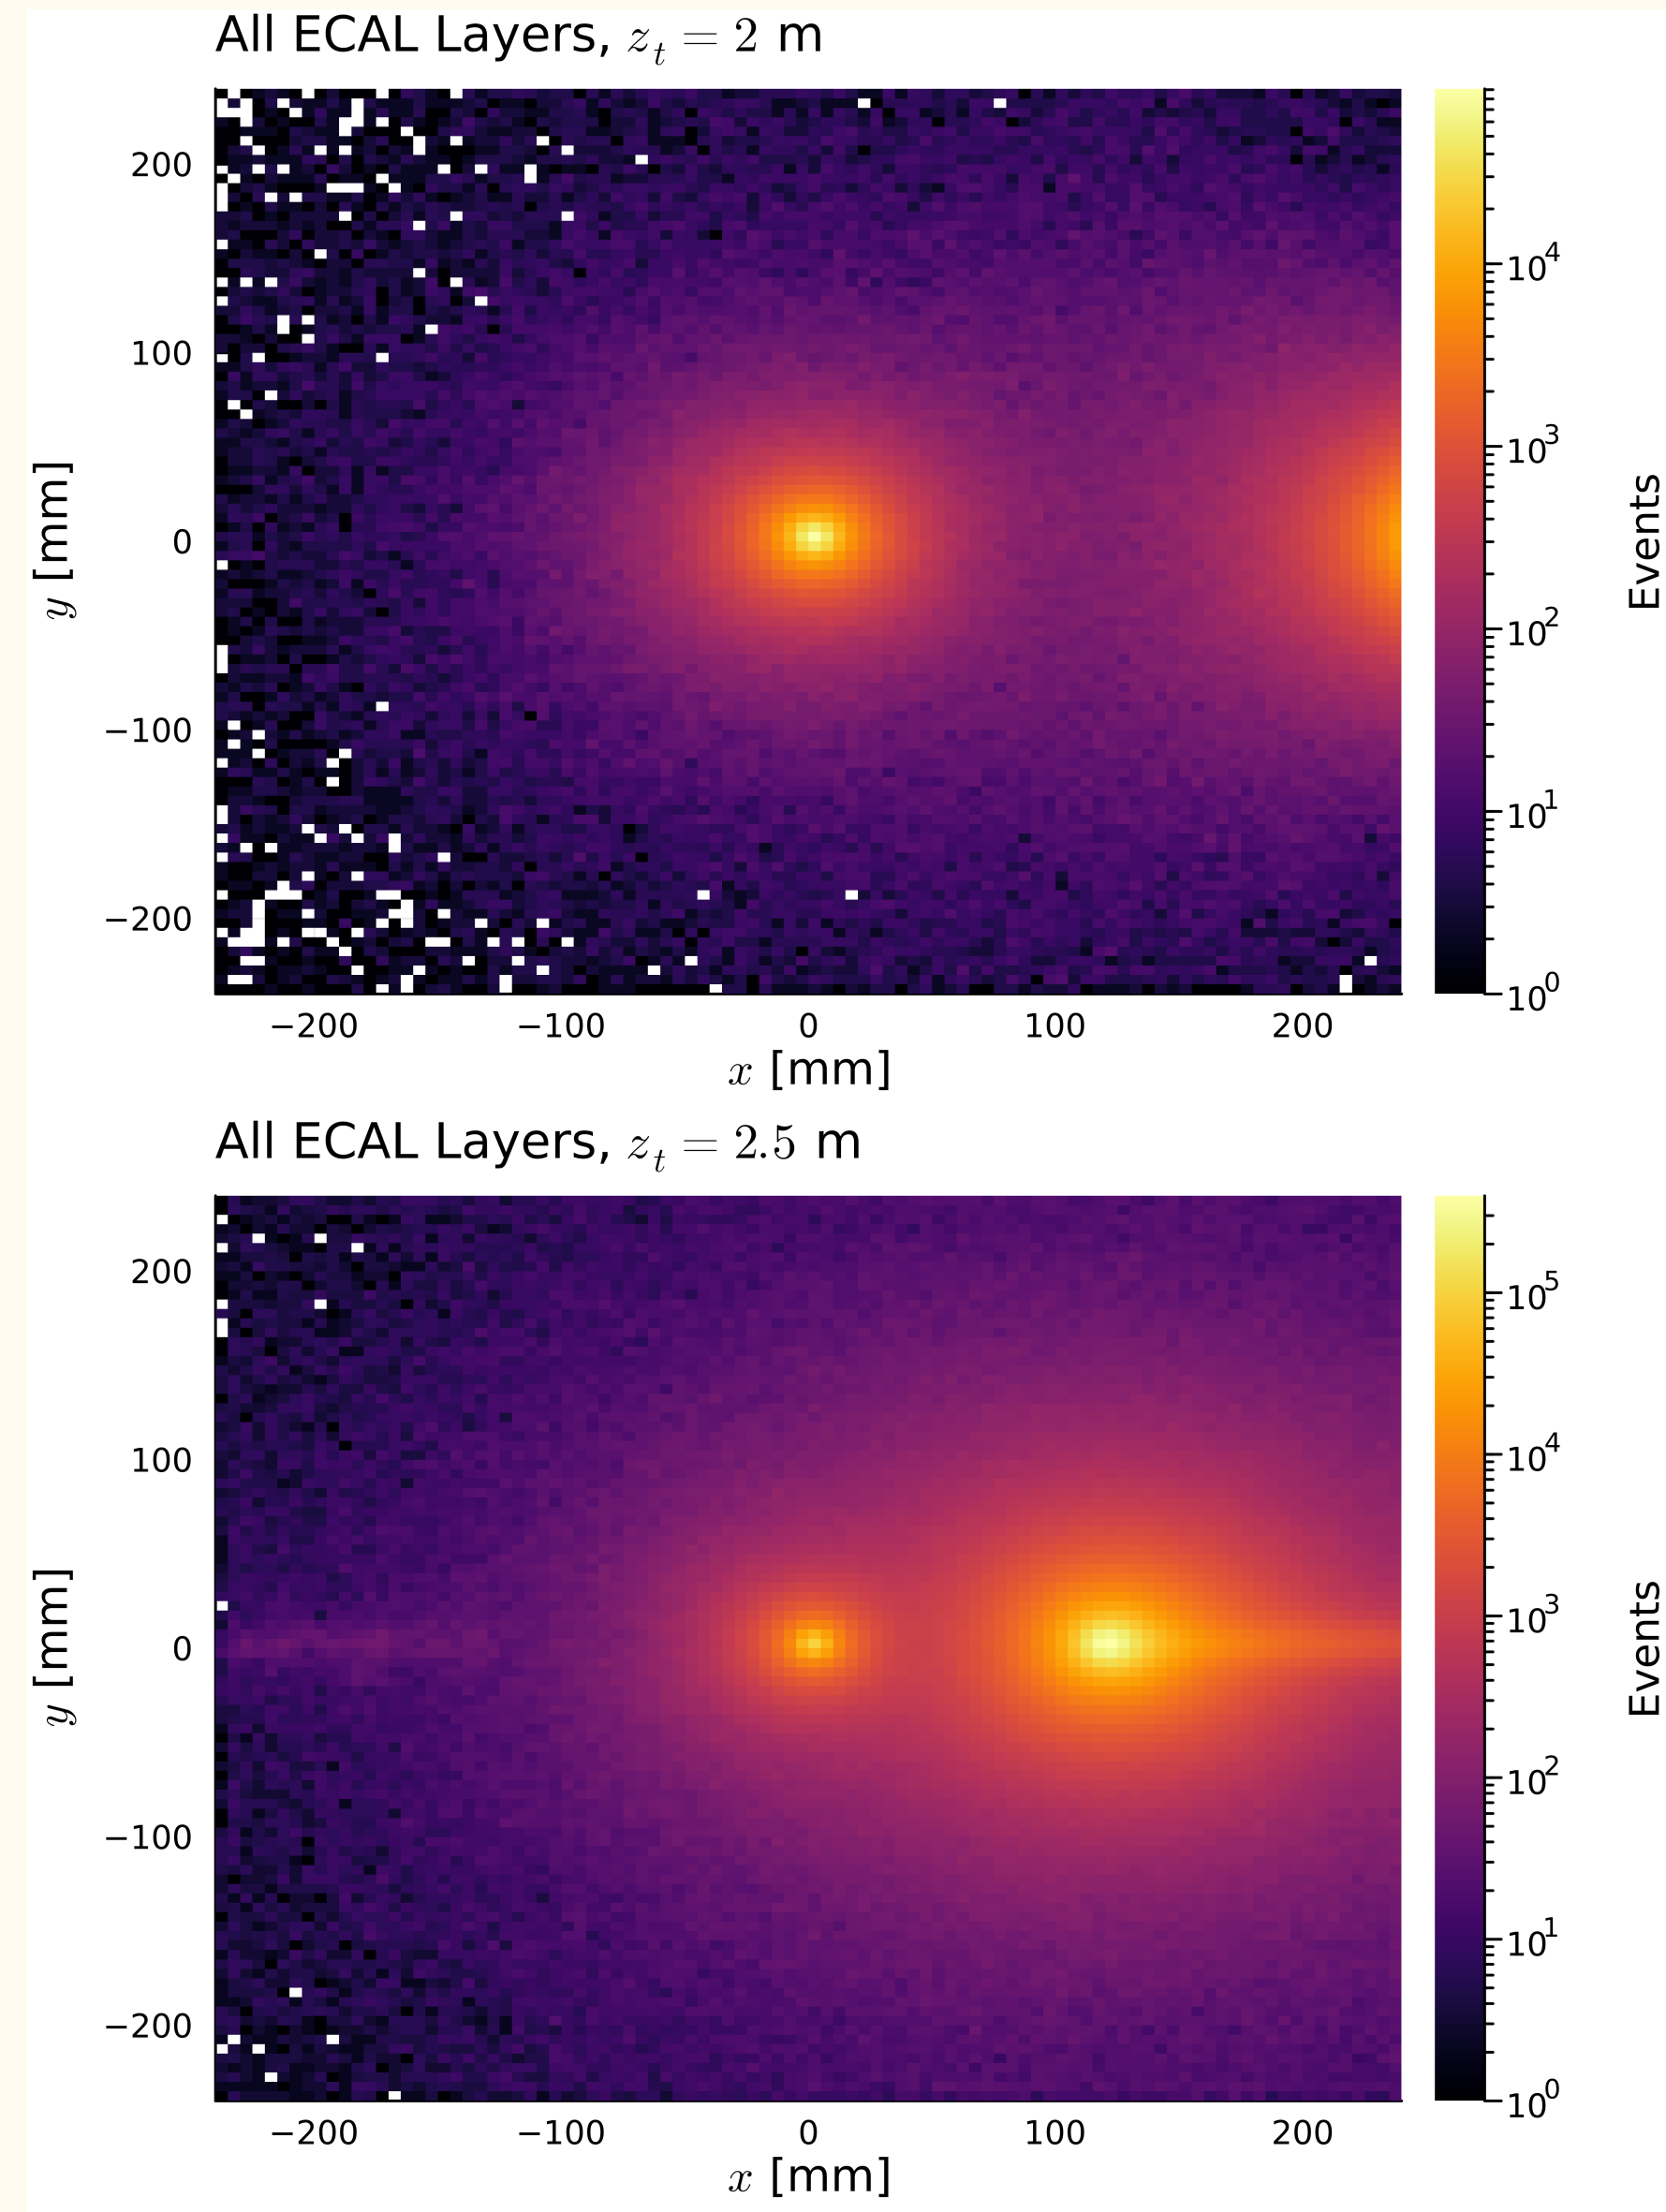 All ECAL Layers, z_t = 2 m
200
100
0
−100
−200
y [mm]
−200 −100 0 100 200
x [mm]
10^4
10^3
10^2
10^1
10^0
Events
All ECAL Layers, z_t = 2.5 m
200
100
0
−100
−200
y [mm]
−200 −100 0 100 200
x [mm]
10^5
10^4
10^3
10^2
10^1
10^0
Events